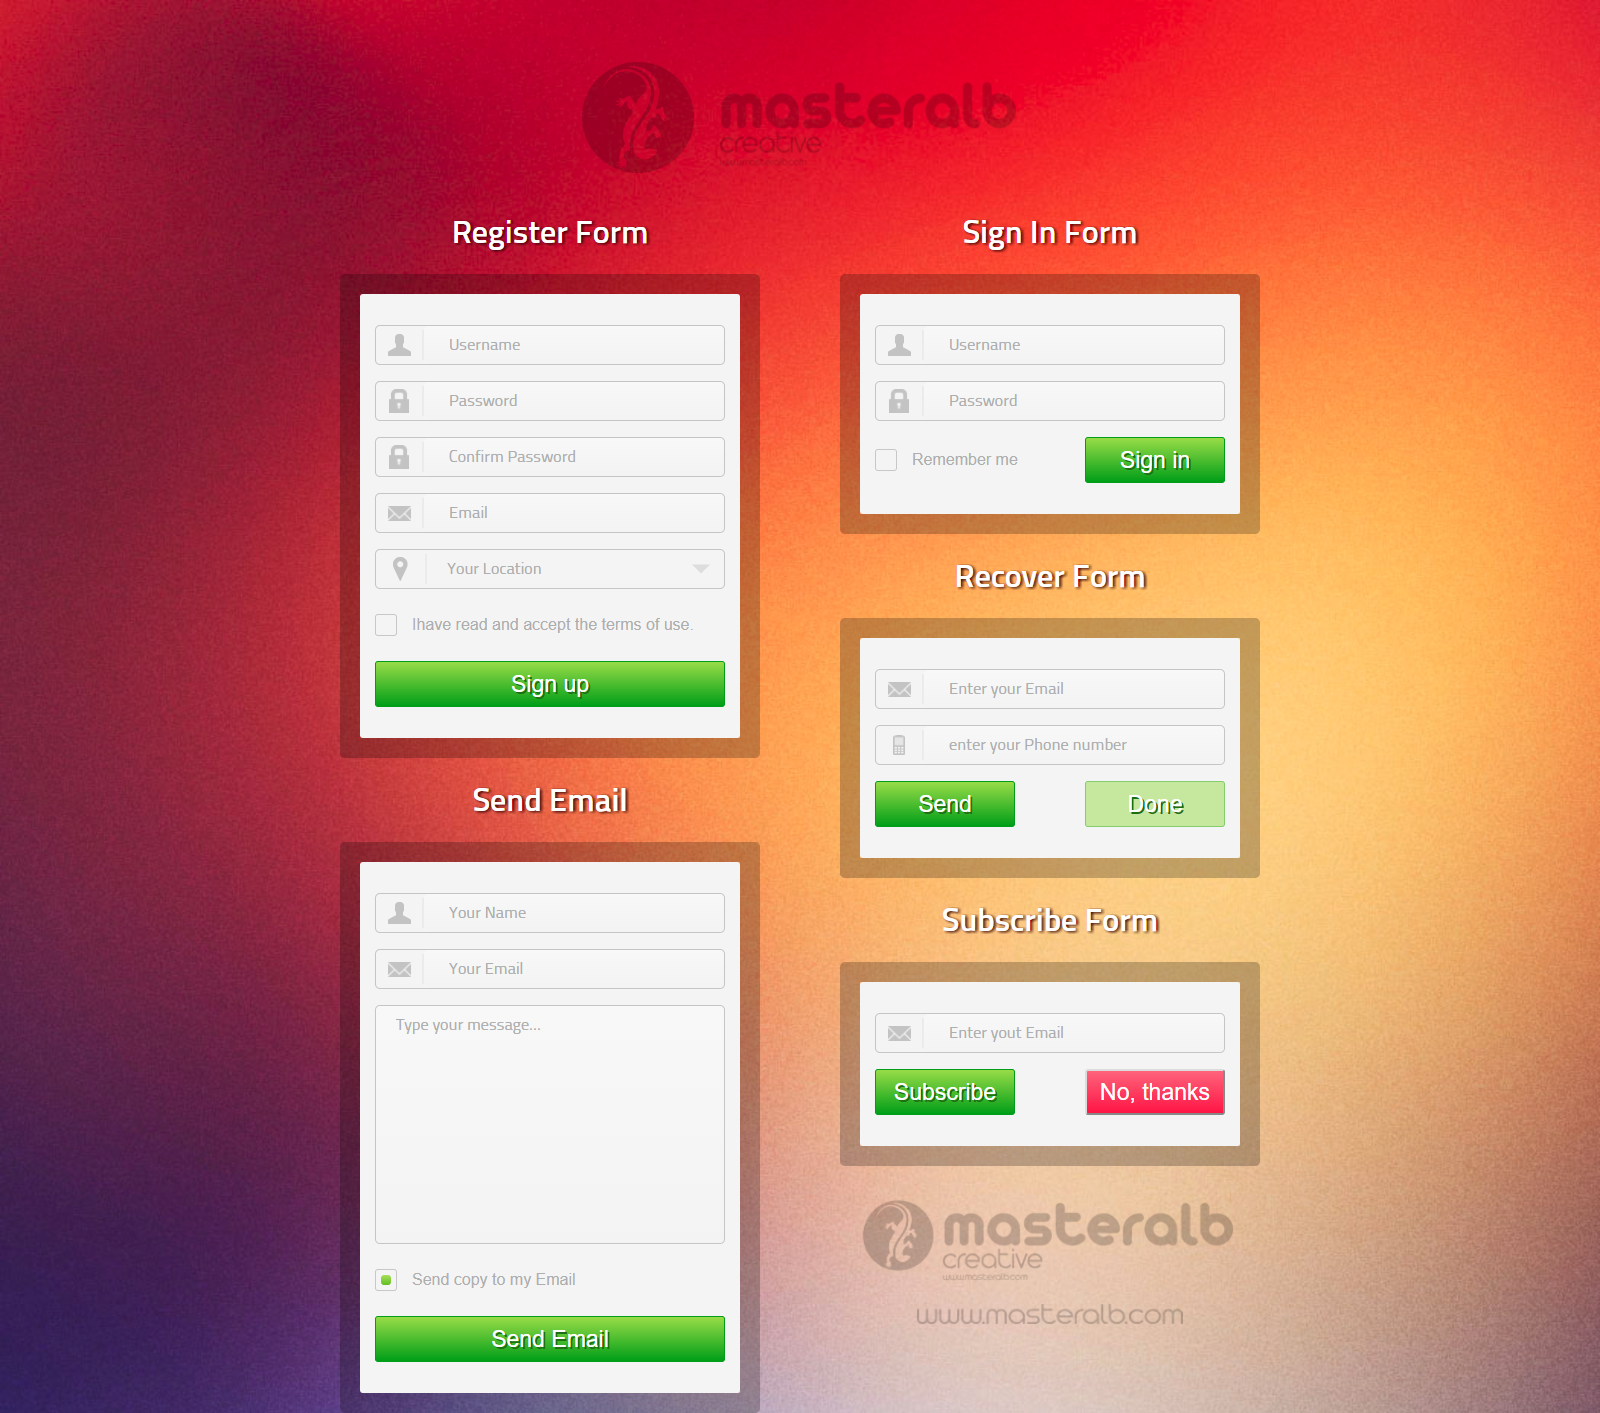 masteralb
creative
www.masteralb.com
Register Form
Username
Password
Confirm Password
Email
Your Location
Ihave read and accept the terms of use.
Sign up
Send Email
Your Name
Your Email
Type your message...
Send copy to my Email
Send Email
Sign In Form
Username
Password
Remember me
Sign in
Recover Form
Enter your Email
enter your Phone number
Send
Done
Subscribe Form
Enter yout Email
Subscribe
No, thanks
masteralb
creative
www.masteralb.com
www.masteralb.com